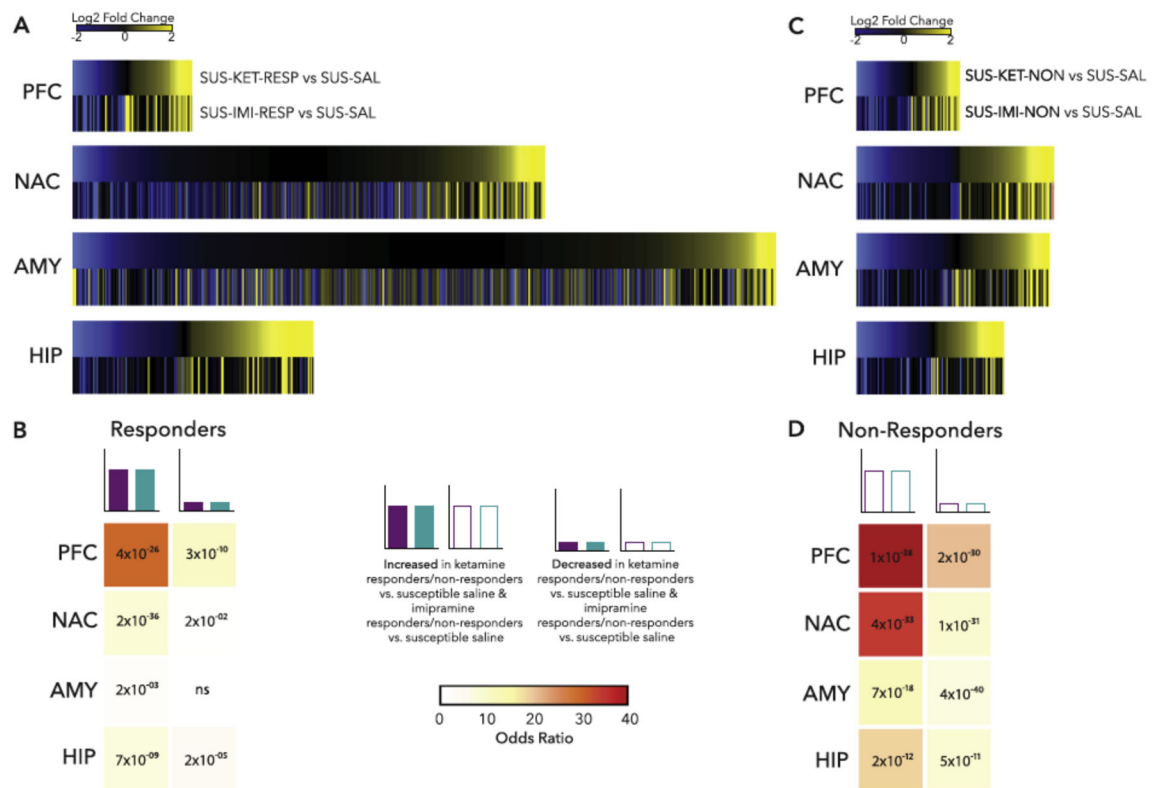 A
Log2 Fold Change
-2 0 2
PFC
SUS-KET-RESP vs SUS-SAL
SUS-IMI-RESP vs SUS-SAL
NAC
AMY
HIP
C
Log2 Fold Change
-2 0 2
PFC
SUS-KET-NON vs SUS-SAL
SUS-IMI-NON vs SUS-SAL
NAC
AMY
HIP
B
Responders
PFC 4x10⁻²⁶ 3x10⁻¹⁰
NAC 2x10⁻³⁶ 2x10⁻⁰²
AMY 2x10⁻⁰³ ns
HIP 7x10⁻⁰⁹ 2x10⁻⁰⁵
Increased in ketamine
responders/non-responders
vs. susceptible saline &
imipramine
responders/non-responders
vs. susceptible saline
Decreased in ketamine
responders/non-responders
vs. susceptible saline &
imipramine
responders/non-responders
vs. susceptible saline
0 10 20 30 40
Odds Ratio
D
Non-Responders
PFC 2x10⁻³⁰
NAC 4x10⁻³³ 1x10⁻³¹
AMY 7x10⁻¹⁸ 4x10⁻⁴⁰
HIP 2x10⁻¹² 5x10⁻¹¹